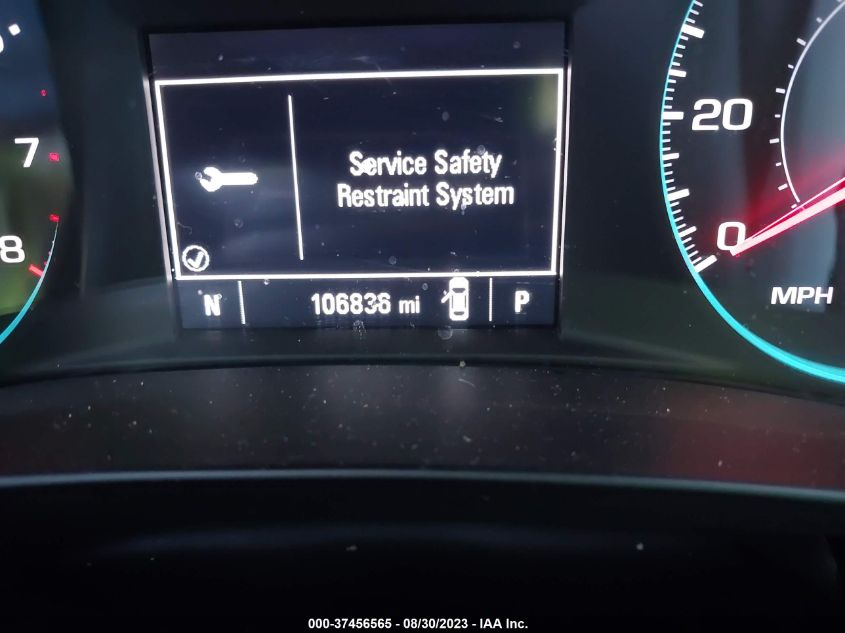 7
8
Service Safety
Restraint System
N 106836 mi P
20
0
MPH
000-37456565 - 08/30/2023 - IAA Inc.